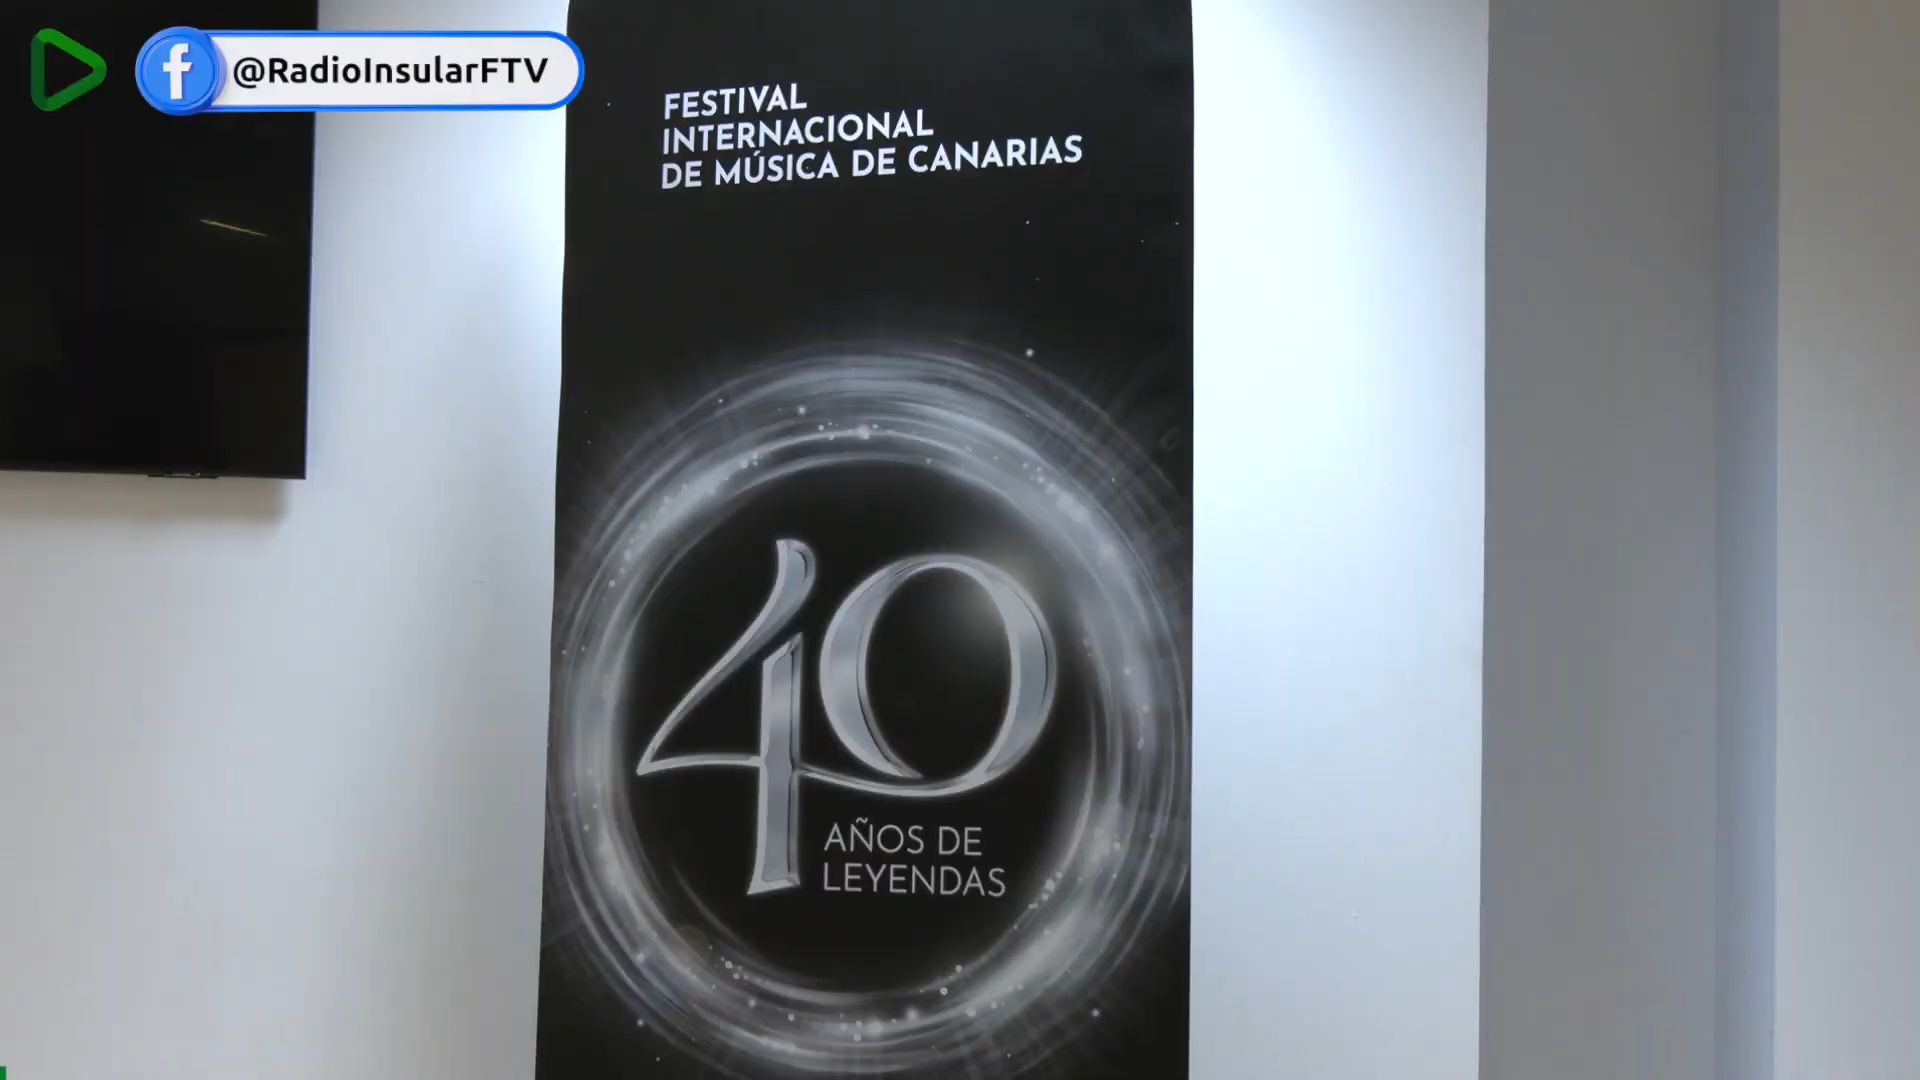 @RadioInsularFTV
FESTIVAL
INTERNACIONAL
DE MÚSICA DE CANARIAS
40
AÑOS DE
LEYENDAS